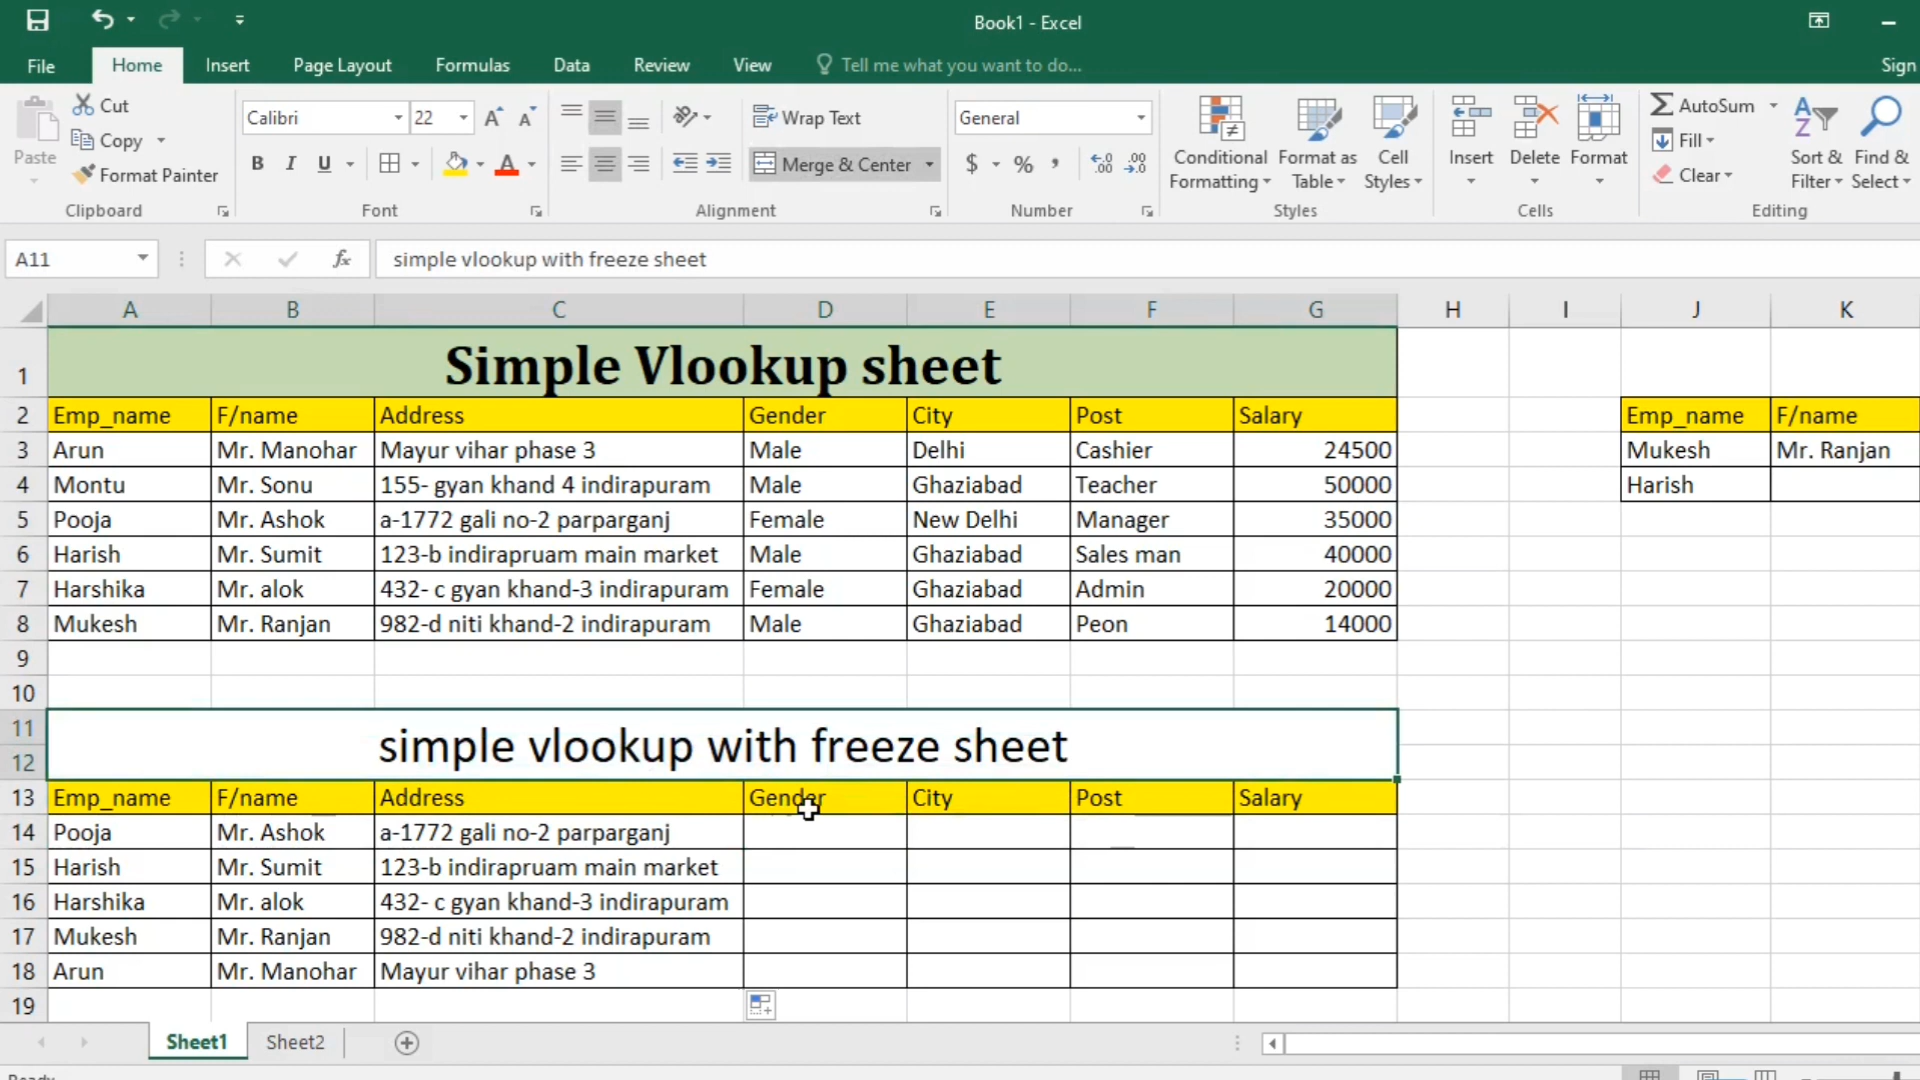 Book1 - Excel
File Home Insert Page Layout Formulas Data Review View Tell me what you want to do... Sign
Paste
Cut
Copy
Format Painter
Clipboard
Calibri 22
B I U
Font
Wrap Text
Merge & Center
Alignment
General
$ % ,
Number
Conditional Formatting
Format as Table
Cell Styles
Styles
Insert Delete Format
Cells
AutoSum
Fill
Clear
Sort & Filter
Find & Select
Editing
A11 fx simple vlookup with freeze sheet
A B C D E F G H I J K
1 Simple Vlookup sheet
2 Emp_name F/name Address Gender City Post Salary Emp_name F/name
3 Arun Mr. Manohar Mayur vihar phase 3 Male Delhi Cashier 24500 Mukesh Mr. Ranjan
4 Montu Mr. Sonu 155- gyan khand 4 indirapuram Male Ghaziabad Teacher 50000 Harish
5 Pooja Mr. Ashok a-1772 gali no-2 parparganj Female New Delhi Manager 35000
6 Harish Mr. Sumit 123-b indirapruam main market Male Ghaziabad Sales man 40000
7 Harshika Mr. alok 432- c gyan khand-3 indirapuram Female Ghaziabad Admin 20000
8 Mukesh Mr. Ranjan 982-d niti khand-2 indirapuram Male Ghaziabad Peon 14000
9
10
11 simple vlookup with freeze sheet
12
13 Emp_name F/name Address Gender City Post Salary
14 Pooja Mr. Ashok a-1772 gali no-2 parparganj
15 Harish Mr. Sumit 123-b indirapruam main market
16 Harshika Mr. alok 432- c gyan khand-3 indirapuram
17 Mukesh Mr. Ranjan 982-d niti khand-2 indirapuram
18 Arun Mr. Manohar Mayur vihar phase 3
19
Sheet1 Sheet2